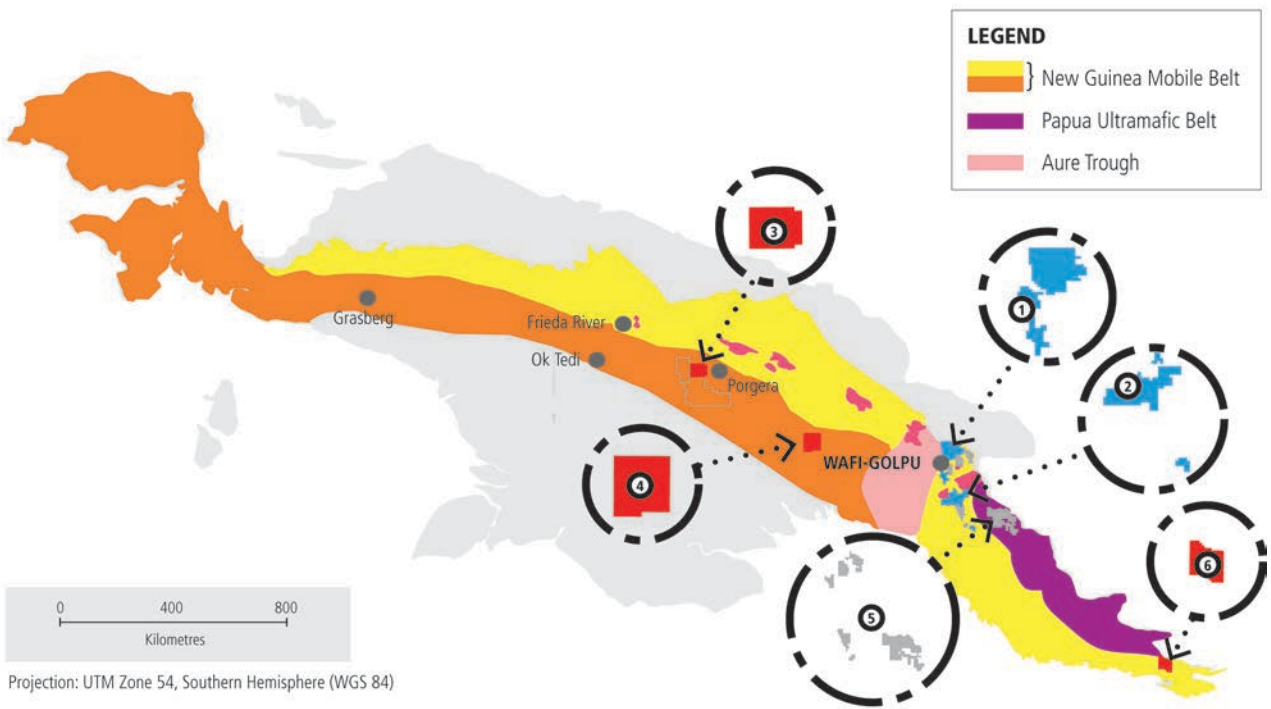 LEGEND
New Guinea Mobile Belt
Papua Ultramafic Belt
Aure Trough
3
1
Grasberg
Frieda River
Ok Tedi
Porgera
2
WAFI-GOLPU
4
6
5
0 400 800
Kilometres
Projection: UTM Zone 54, Southern Hemisphere (WGS 84)